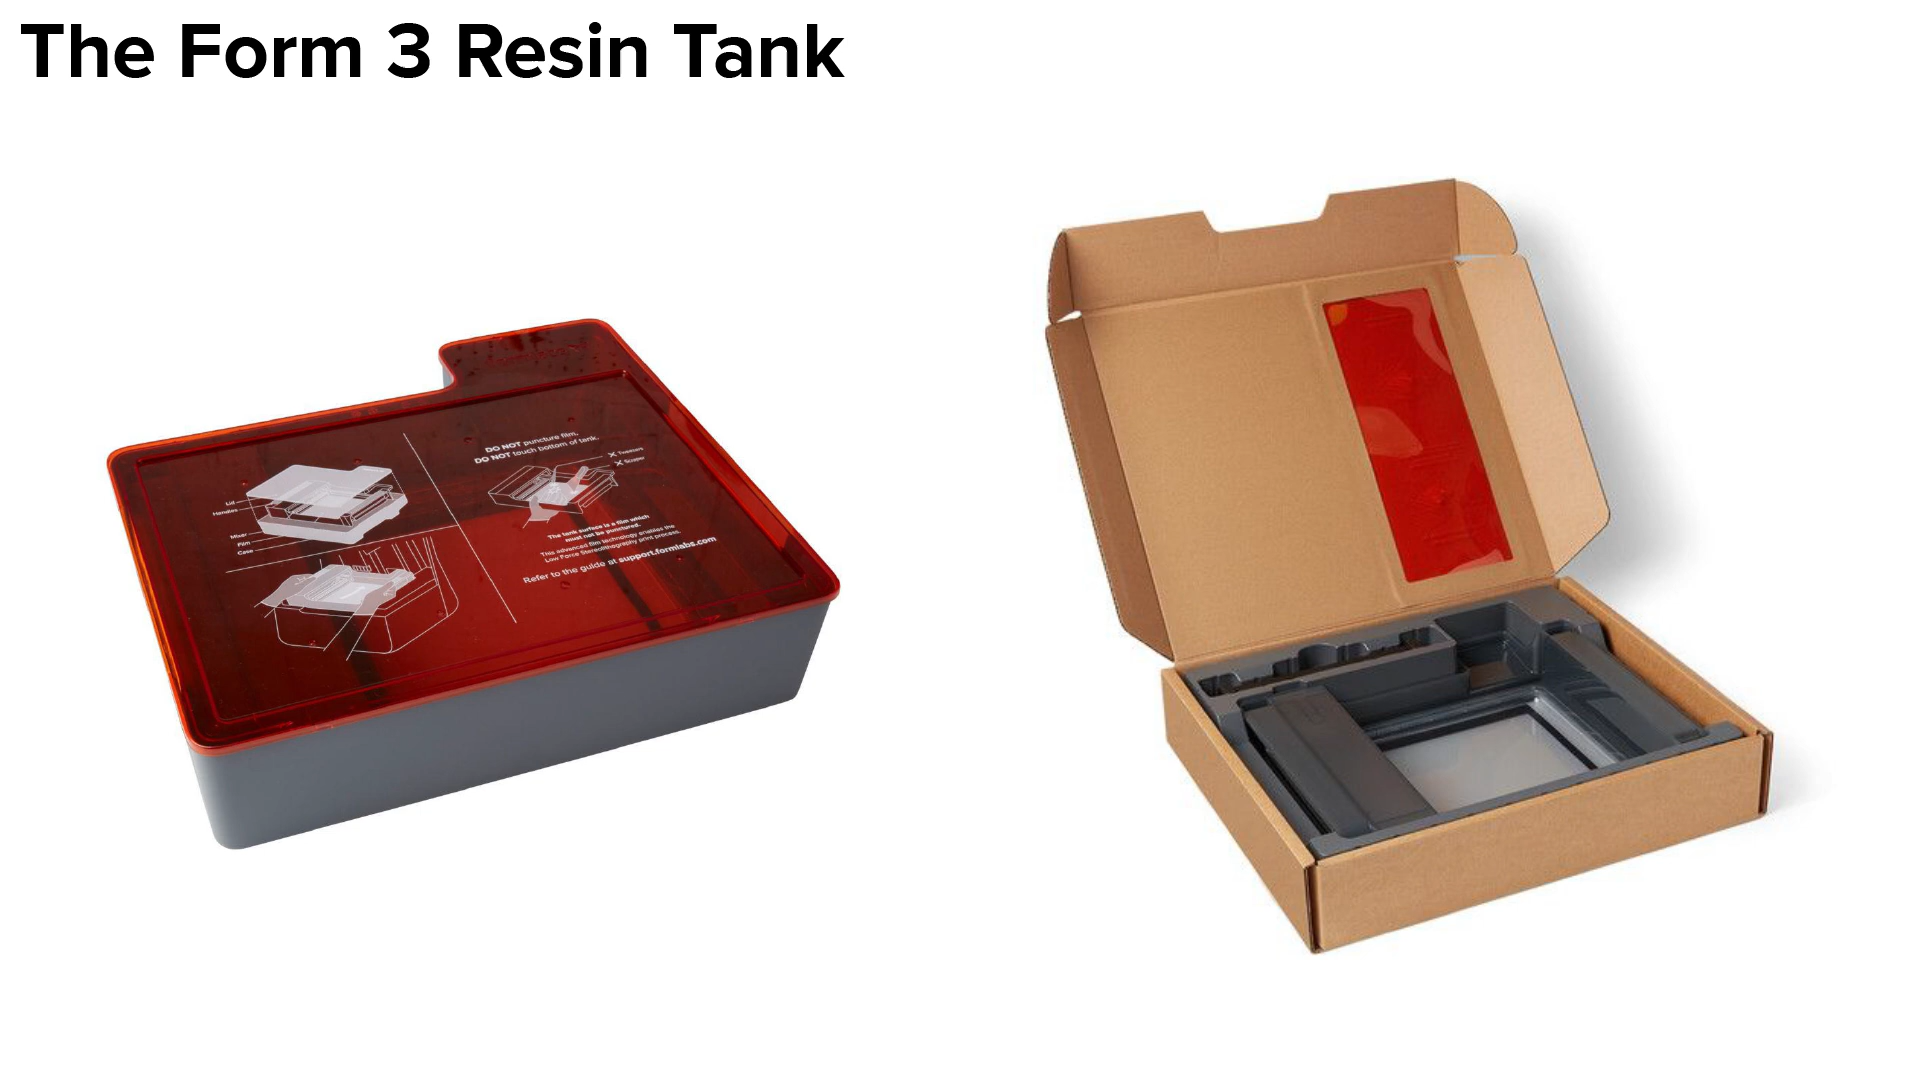 The Form 3 Resin Tank
DO NOT puncture film.
DO NOT touch bottom of tank.
Tweezers
Scraper
Lid
Handles
Mixer
Film
Case
The tank surface is a film which
must not be punctured.
This advanced film technology enables the
Low Force Stereolithography print process.
Refer to the guide at support.formlabs.com